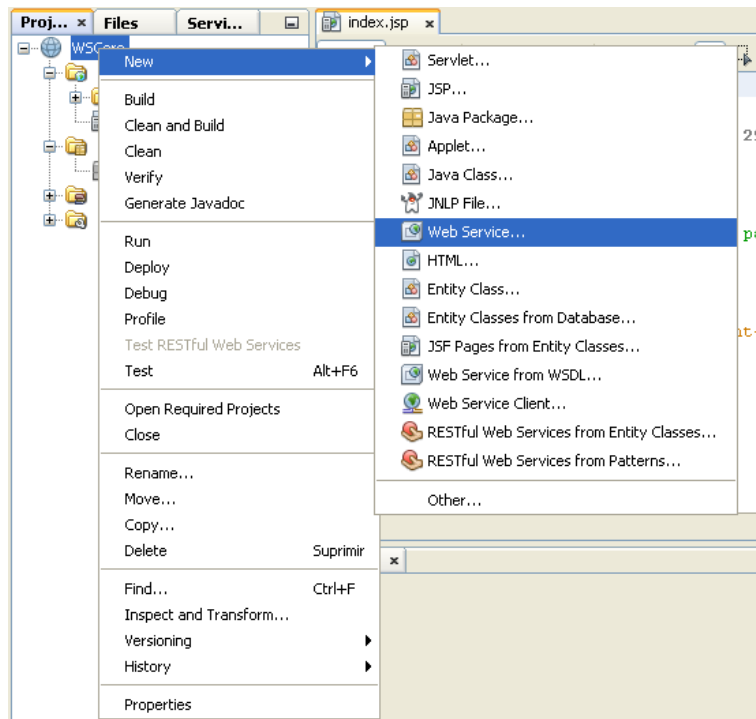 Proj... × Files Servi...
index.jsp ×
New
Build
Clean and Build
Clean
Verify
Generate Javadoc
Run
Deploy
Debug
Profile
Test RESTful Web Services
Test Alt+F6
Open Required Projects
Close
Rename...
Move...
Copy...
Delete Suprimir
Find... Ctrl+F
Inspect and Transform...
Versioning
History
Properties
Servlet...
JSP...
Java Package...
Applet...
Java Class...
JNLP File...
Web Service...
HTML...
Entity Class...
Entity Classes from Database...
JSF Pages from Entity Classes...
Web Service from WSDL...
Web Service Client...
RESTful Web Services from Entity Classes...
RESTful Web Services from Patterns...
Other...